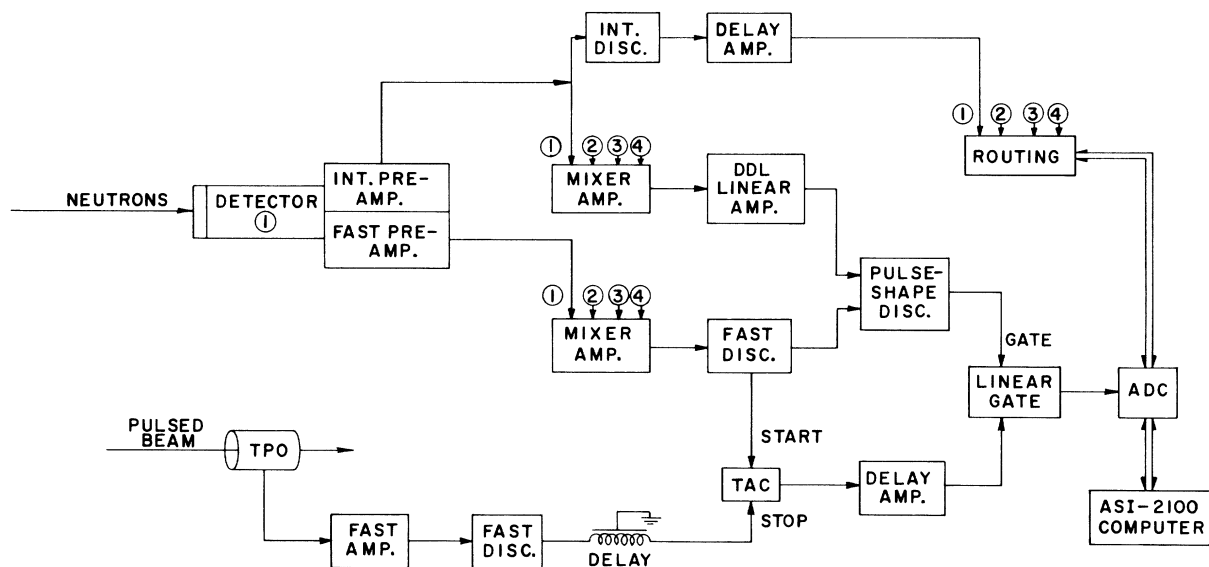 INT.
DISC.
DELAY
AMP.
① ② ③ ④
ROUTING
① ② ③ ④
MIXER
AMP.
DDL
LINEAR
AMP.
NEUTRONS
DETECTOR
①
INT. PRE-
AMP.
FAST PRE-
AMP.
① ② ③ ④
MIXER
AMP.
FAST
DISC.
PULSE-
SHAPE
DISC.
GATE
LINEAR
GATE
ADC
PULSED
BEAM
TPO
START
TAC
STOP
DELAY
AMP.
FAST
AMP.
FAST
DISC.
DELAY
ASI-2100
COMPUTER